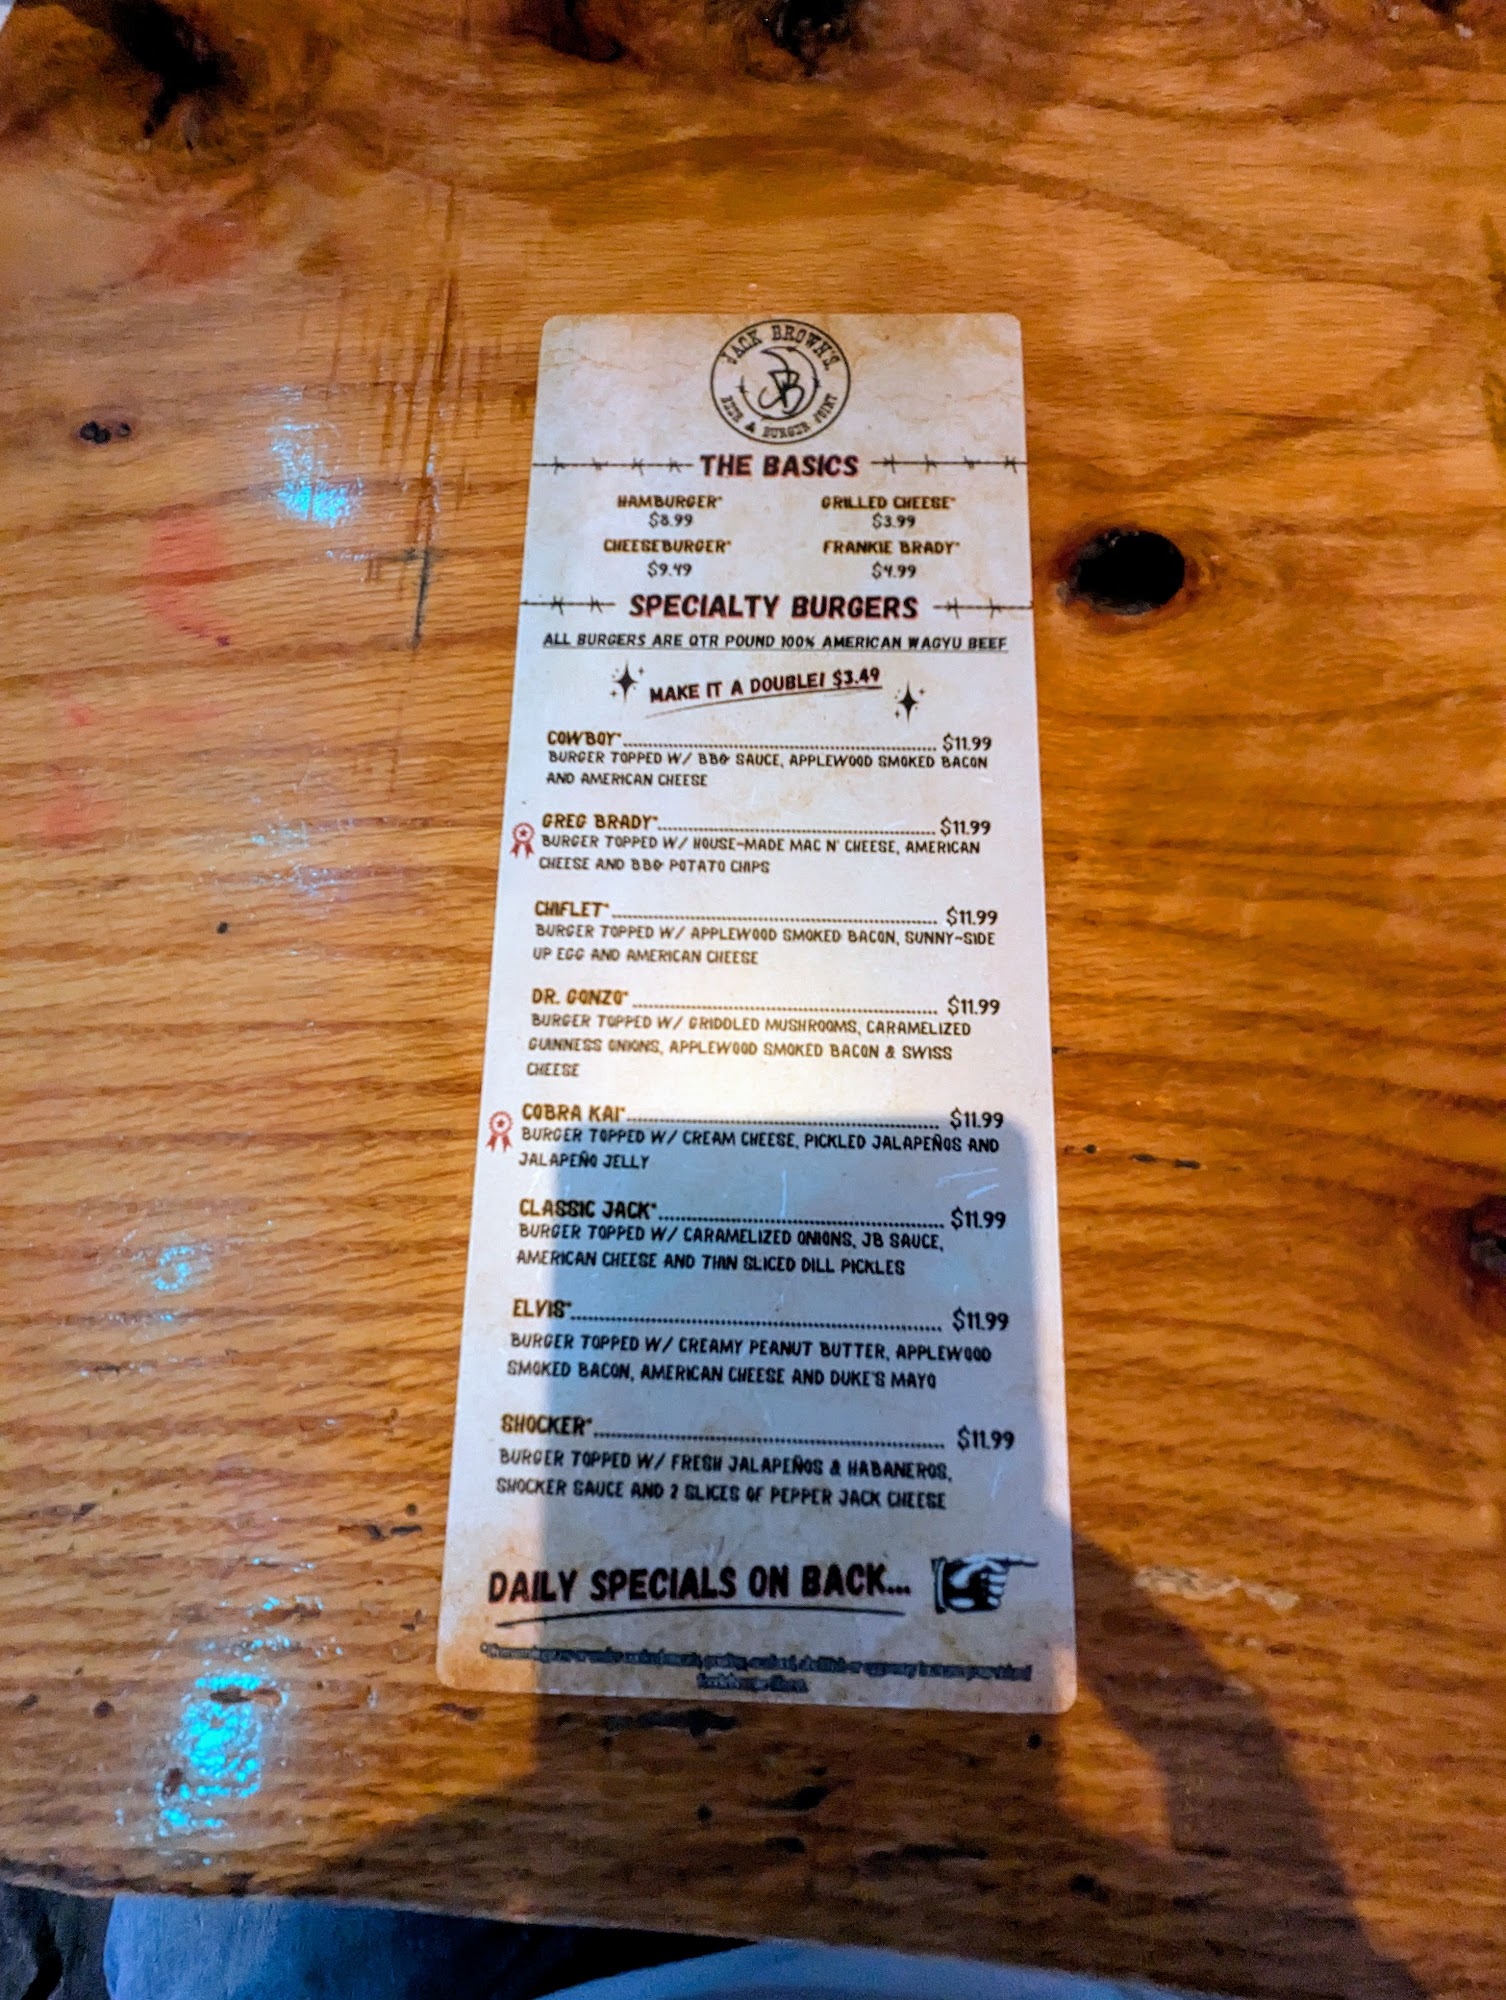 JACK BROWN'S
JB
BEER & BURGER JOINT
THE BASICS
HAMBURGER* GRILLED CHEESE*
$8.99 $3.99
CHEESEBURGER* FRANKIE BRADY*
$9.49 $4.99
SPECIALTY BURGERS
ALL BURGERS ARE QTR POUND 100% AMERICAN WAGYU BEEF
MAKE IT A DOUBLE! $3.49
COWBOY* $11.99
BURGER TOPPED W/ BBQ SAUCE, APPLEWOOD SMOKED BACON
AND AMERICAN CHEESE
GREG BRADY* $11.99
BURGER TOPPED W/ HOUSE-MADE MAC N' CHEESE, AMERICAN
CHEESE AND BBQ POTATO CHIPS
CHIFLET* $11.99
BURGER TOPPED W/ APPLEWOOD SMOKED BACON, SUNNY-SIDE
UP EGG AND AMERICAN CHEESE
DR. GONZO* $11.99
BURGER TOPPED W/ GRIDDLED MUSHROOMS, CARAMELIZED
GUINNESS ONIONS, APPLEWOOD SMOKED BACON & SWISS
CHEESE
COBRA KAI* $11.99
BURGER TOPPED W/ CREAM CHEESE, PICKLED JALAPEÑOS AND
JALAPEÑO JELLY
CLASSIC JACK* $11.99
BURGER TOPPED W/ CARAMELIZED ONIONS, JB SAUCE,
AMERICAN CHEESE AND THIN SLICED DILL PICKLES
ELVIS* $11.99
BURGER TOPPED W/ CREAMY PEANUT BUTTER, APPLEWOOD
SMOKED BACON, AMERICAN CHEESE AND DUKE'S MAYO
SHOCKER* $11.99
BURGER TOPPED W/ FRESH JALAPEÑOS & HABANEROS,
SHOCKER SAUCE AND 2 SLICES OF PEPPER JACK CHEESE
DAILY SPECIALS ON BACK...